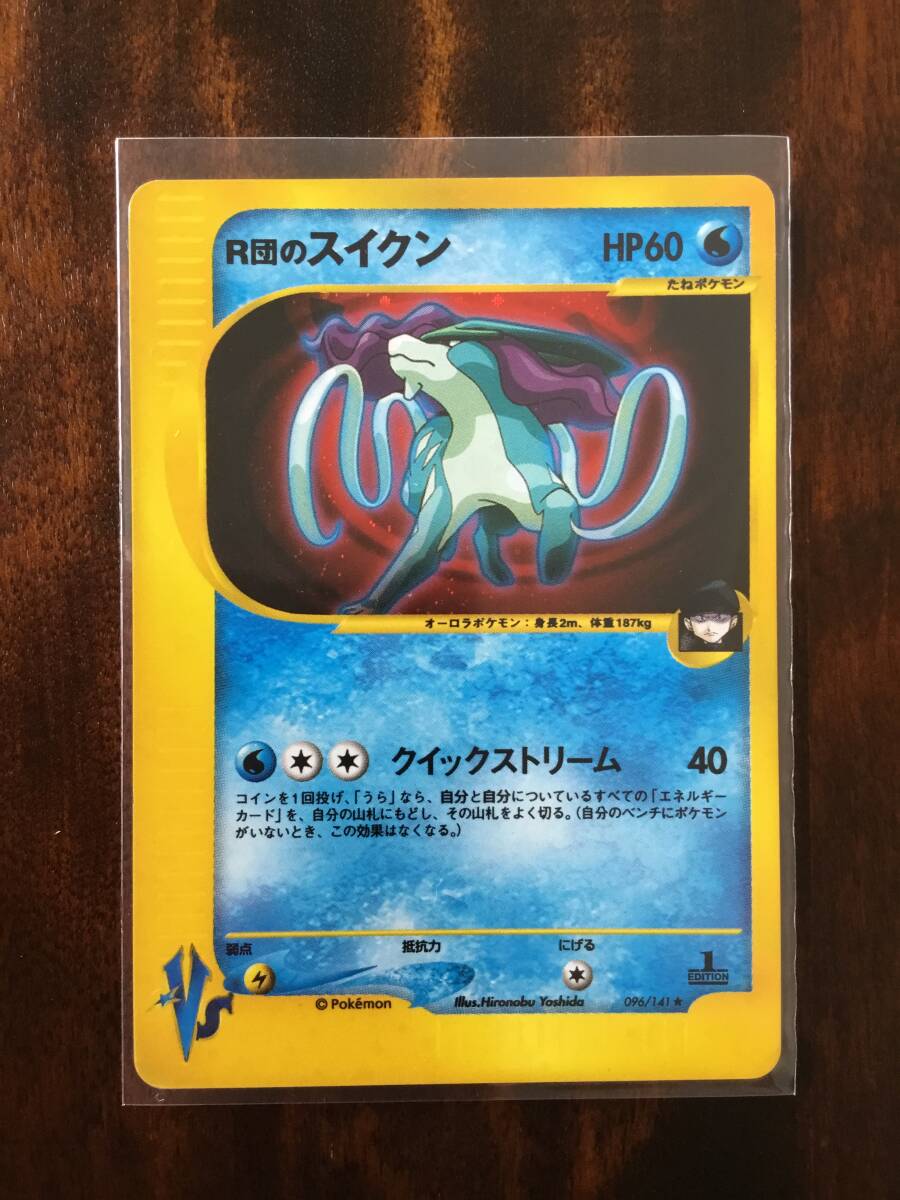 R団のスイクン HP60
たねポケモン
オーロラポケモン：身長2m、体重187kg
クイックストリーム 40
コインを1回投げ、「うら」なら、自分と自分についているすべての「エネルギー
カード」を、自分の山札にもどし、その山札をよく切る。（自分のベンチにポケモン
がいないとき、この効果はなくなる。）
弱点 抵抗力 にげる
1
EDITION
VS
©Pokémon Illus.Hironobu Yoshida 096/141★